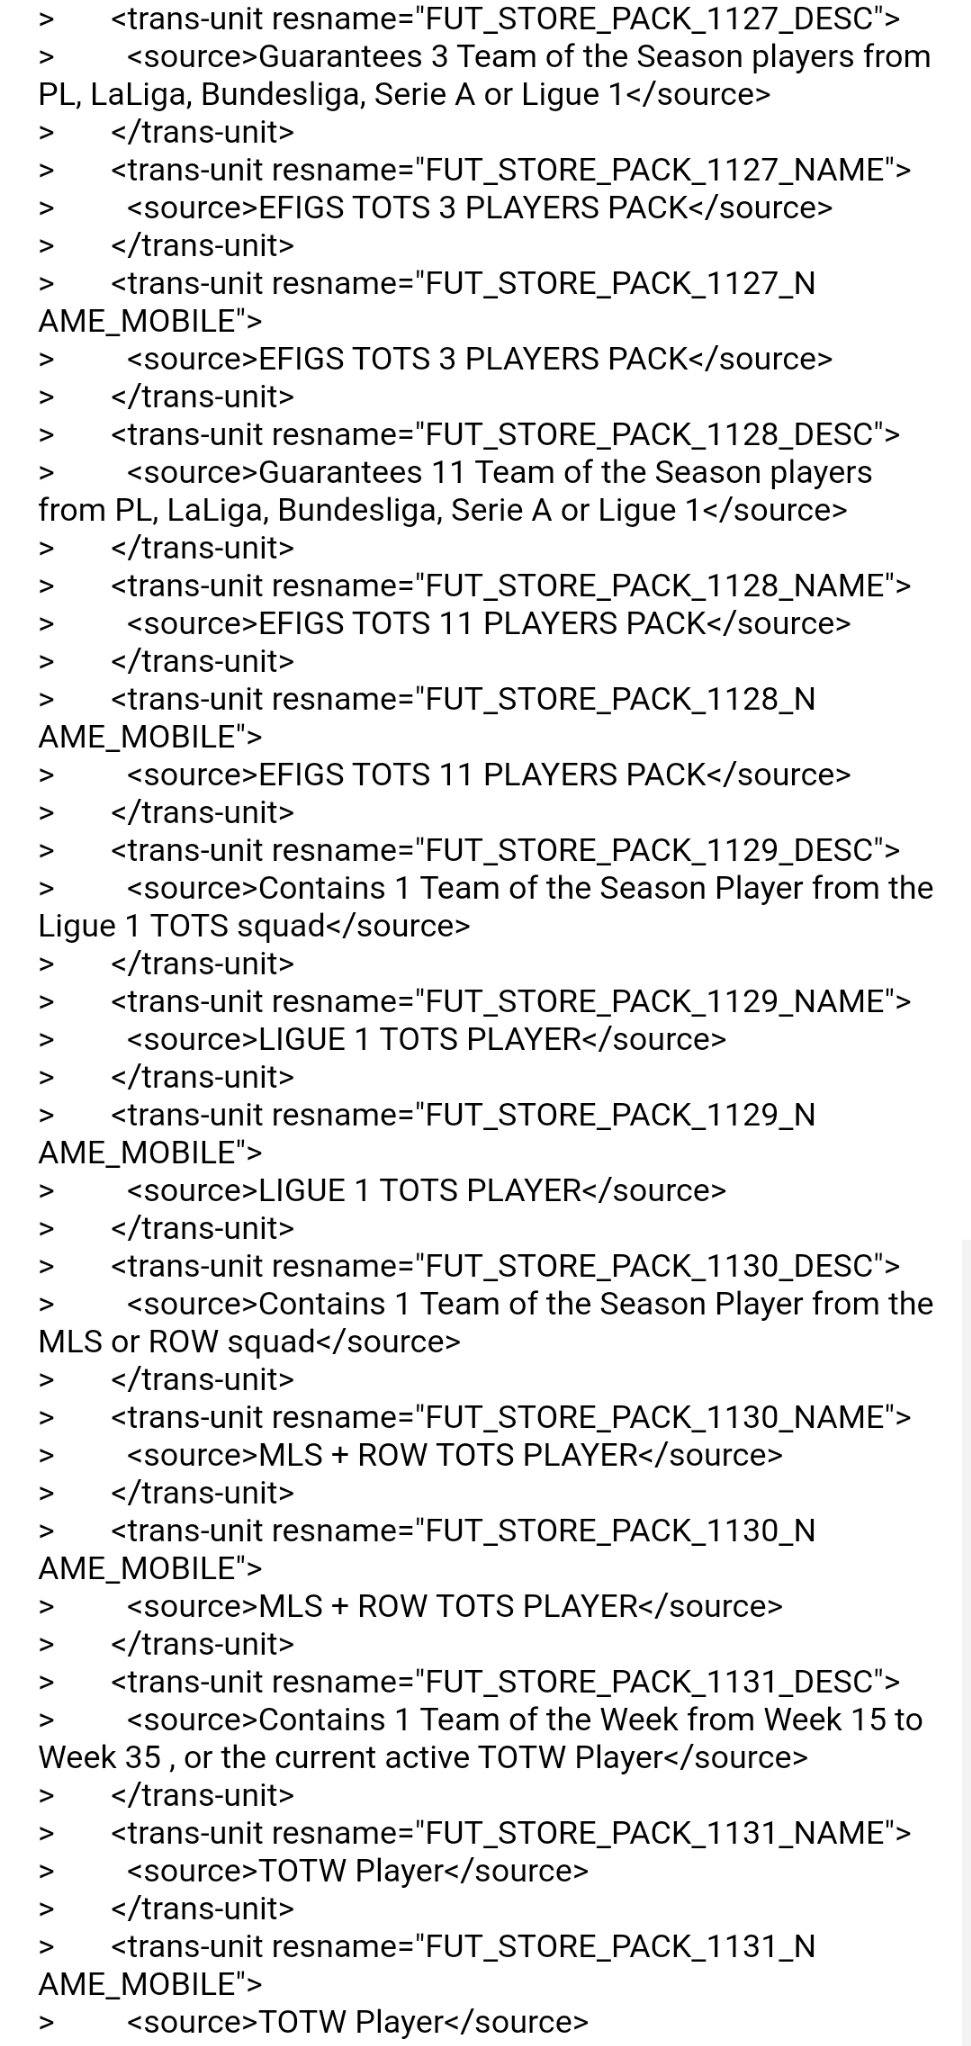 > <trans-unit resname="FUT_STORE_PACK_1127_DESC">
> <source>Guarantees 3 Team of the Season players from
PL, LaLiga, Bundesliga, Serie A or Ligue 1</source>
> </trans-unit>
> <trans-unit resname="FUT_STORE_PACK_1127_NAME">
> <source>EFIGS TOTS 3 PLAYERS PACK</source>
> </trans-unit>
> <trans-unit resname="FUT_STORE_PACK_1127_N
AME_MOBILE">
> <source>EFIGS TOTS 3 PLAYERS PACK</source>
> </trans-unit>
> <trans-unit resname="FUT_STORE_PACK_1128_DESC">
> <source>Guarantees 11 Team of the Season players
from PL, LaLiga, Bundesliga, Serie A or Ligue 1</source>
> </trans-unit>
> <trans-unit resname="FUT_STORE_PACK_1128_NAME">
> <source>EFIGS TOTS 11 PLAYERS PACK</source>
> </trans-unit>
> <trans-unit resname="FUT_STORE_PACK_1128_N
AME_MOBILE">
> <source>EFIGS TOTS 11 PLAYERS PACK</source>
> </trans-unit>
> <trans-unit resname="FUT_STORE_PACK_1129_DESC">
> <source>Contains 1 Team of the Season Player from the
Ligue 1 TOTS squad</source>
> </trans-unit>
> <trans-unit resname="FUT_STORE_PACK_1129_NAME">
> <source>LIGUE 1 TOTS PLAYER</source>
> </trans-unit>
> <trans-unit resname="FUT_STORE_PACK_1129_N
AME_MOBILE">
> <source>LIGUE 1 TOTS PLAYER</source>
> </trans-unit>
> <trans-unit resname="FUT_STORE_PACK_1130_DESC">
> <source>Contains 1 Team of the Season Player from the
MLS or ROW squad</source>
> </trans-unit>
> <trans-unit resname="FUT_STORE_PACK_1130_NAME">
> <source>MLS + ROW TOTS PLAYER</source>
> </trans-unit>
> <trans-unit resname="FUT_STORE_PACK_1130_N
AME_MOBILE">
> <source>MLS + ROW TOTS PLAYER</source>
> </trans-unit>
> <trans-unit resname="FUT_STORE_PACK_1131_DESC">
> <source>Contains 1 Team of the Week from Week 15 to
Week 35 , or the current active TOTW Player</source>
> </trans-unit>
> <trans-unit resname="FUT_STORE_PACK_1131_NAME">
> <source>TOTW Player</source>
> </trans-unit>
> <trans-unit resname="FUT_STORE_PACK_1131_N
AME_MOBILE">
> <source>TOTW Player</source>